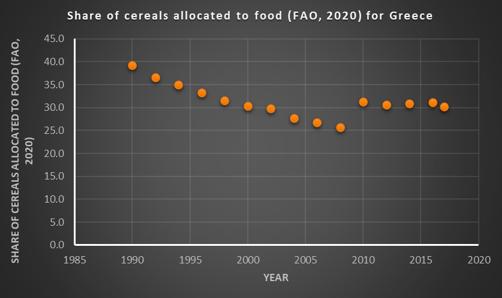 Share of cereals allocated to food (FAO, 2020) for Greece
SHARE OF CEREALS ALLOCATED TO FOOD (FAO,
2020)
45.0
40.0
35.0
30.0
25.0
20.0
15.0
10.0
5.0
0.0
1985 1990 1995 2000 2005 2010 2015 2020
YEAR